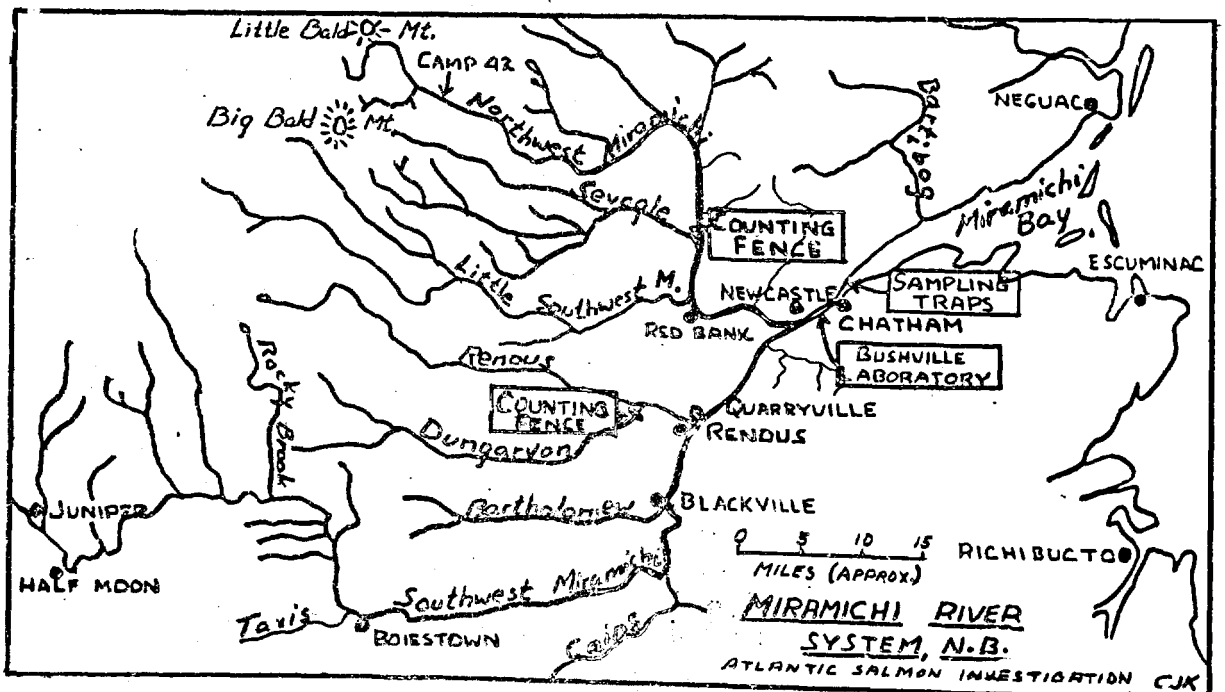 Little Bald Mt.
CAMP 42
NEGUAC
Big Bald Mt.
Northwest Miramichi
Bartibog
Miramichi
Bay
Sevogle
COUNTING
FENCE
ESCUMINAC
Little Southwest M.
NEWCASTLE
SAMPLING
TRAPS
RED BANK
CHATHAM
BUSHVILLE
LABORATORY
Renous
Rocky Brook
COUNTING
FENCE
QUARRYVILLE
RENOUS
Dungarvon
JUNIPER
Bartholomew
BLACKVILLE
0 5 10 15
MILES (APPROX.)
RICHIBUCTO
HALF MOON
Southwest Miramichi
Taxis
BOIESTOWN
MIRAMICHI RIVER
SYSTEM, N.B.
ATLANTIC SALMON INVESTIGATION CJK